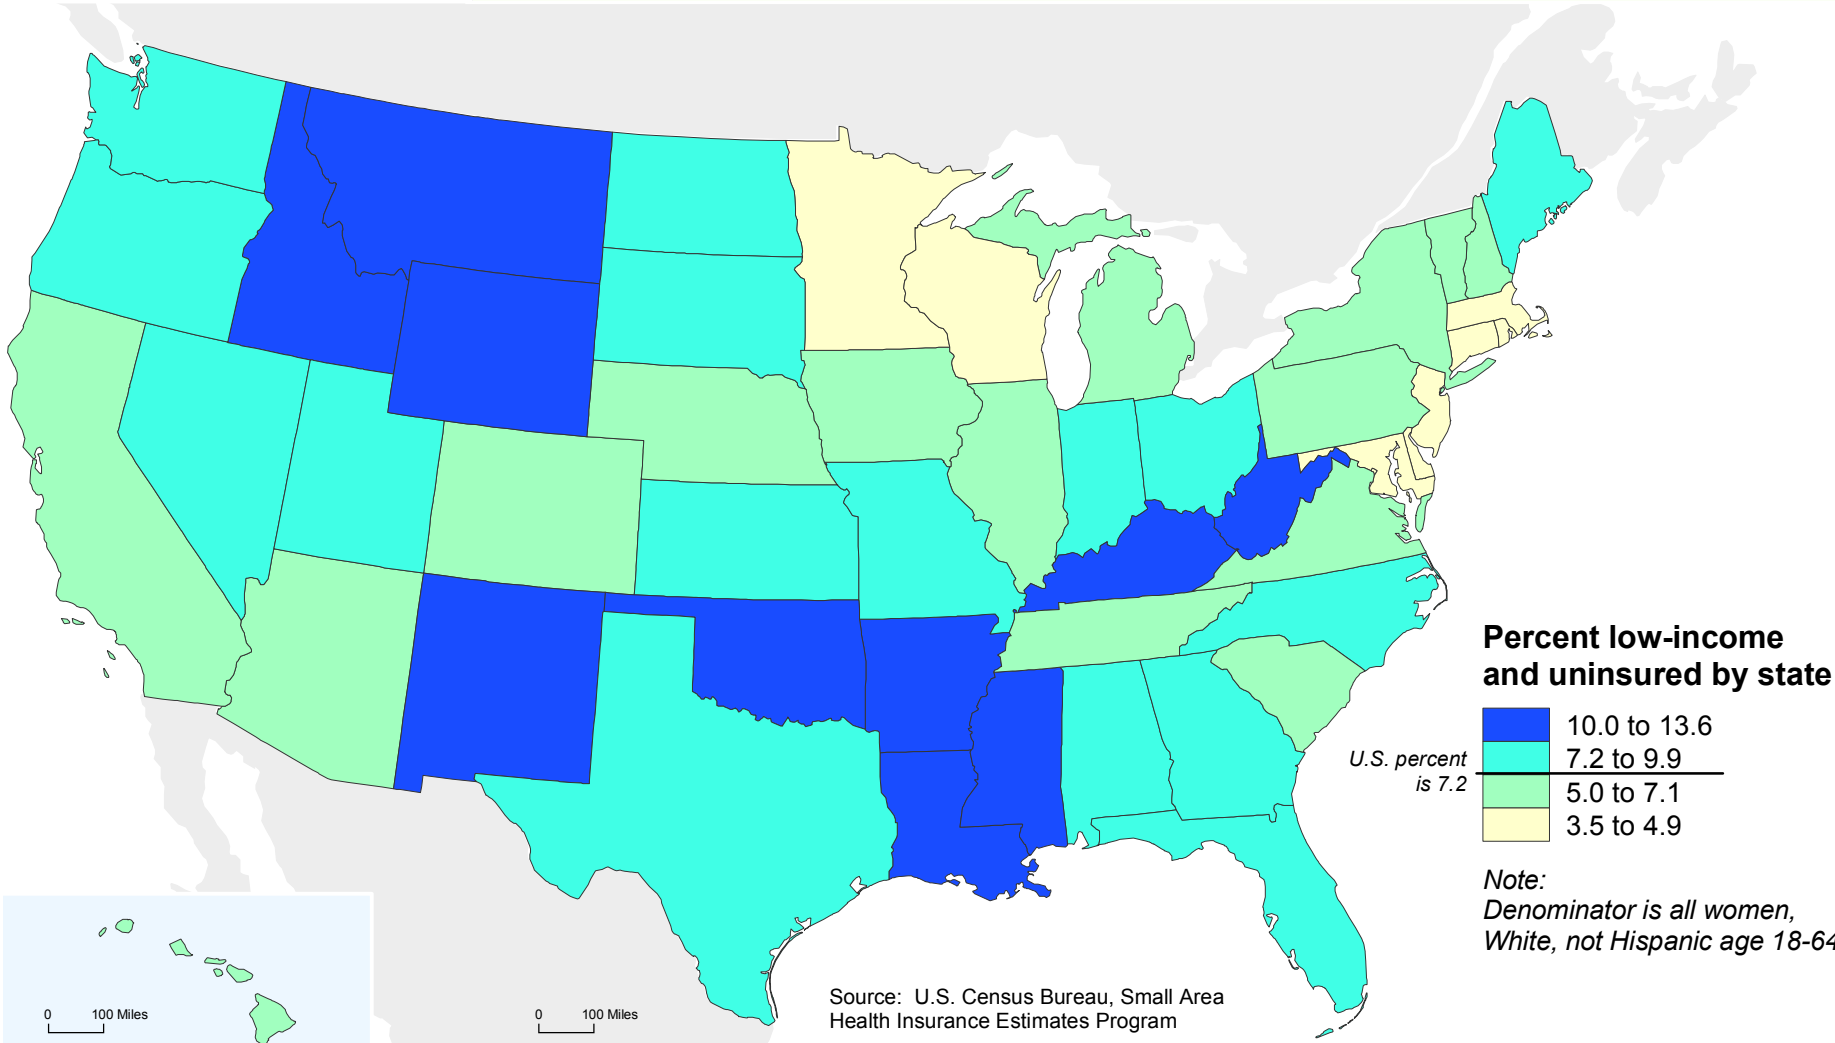 Percent low-income
and uninsured by state
10.0 to 13.6
7.2 to 9.9
5.0 to 7.1
3.5 to 4.9
U.S. percent
is 7.2
Note:
Denominator is all women,
White, not Hispanic age 18-64
Source: U.S. Census Bureau, Small Area
Health Insurance Estimates Program
0 100 Miles
0 100 Miles